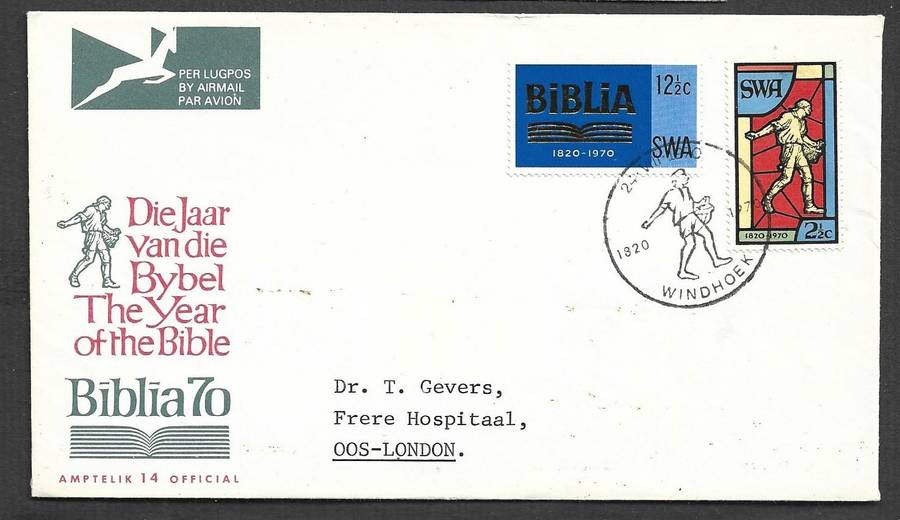 PER LUGPOS
BY AIRMAIL
PAR AVION
BiBLiA
12½c
1820-1970
SWA
SWA
1820-1970
2½c
1820
1970
WINDHOEK
Die Jaar
van die
Bybel
The Year
of the Bible
Biblia 70
AMPTELIK 14 OFFICIAL
Dr. T. Gevers,
Frere Hospitaal,
OOS-LONDON.